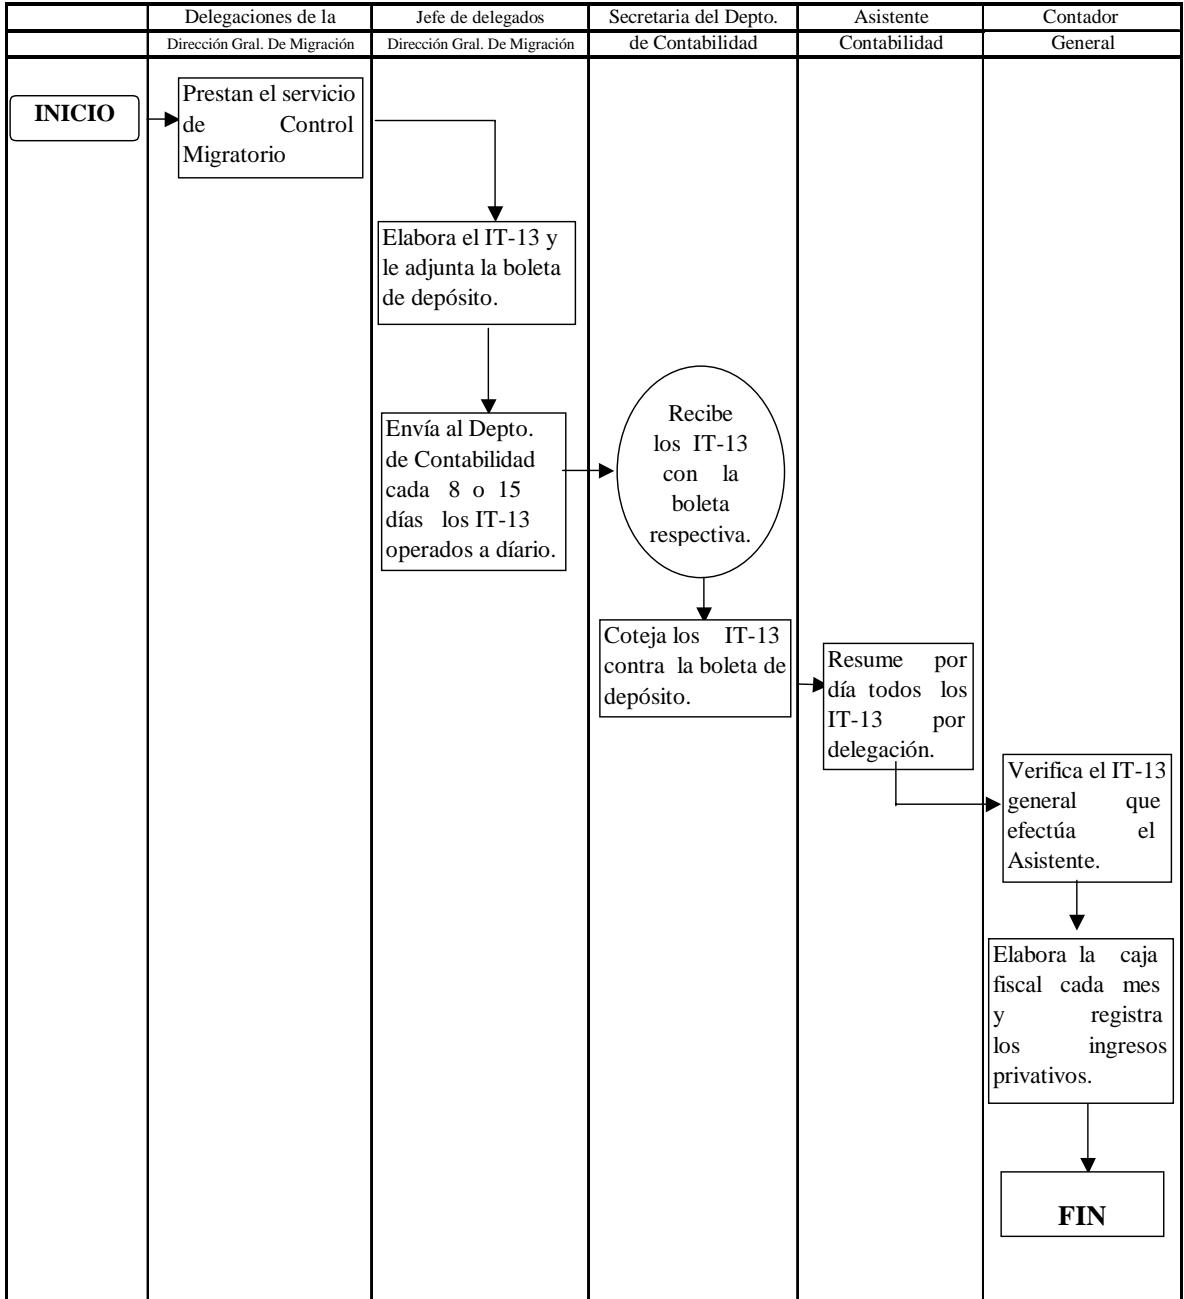 Delegaciones de la
Jefe de delegados
Secretaria del Depto.
Asistente
Contador
Dirección Gral. De Migración
Dirección Gral. De Migración
de Contabilidad
Contabilidad
General
INICIO
Prestan el servicio
de Control
Migratorio
Elabora el IT-13 y
le adjunta la boleta
de depósito.
Envía al Depto.
de Contabilidad
cada 8 o 15
días los IT-13
operados a díario.
Recibe
los IT-13
con la
boleta
respectiva.
Coteja los IT-13
contra la boleta de
depósito.
Resume por
día todos los
IT-13 por
delegación.
Verifica el IT-13
general que
efectúa el
Asistente.
Elabora la caja
fiscal cada mes
y registra
los ingresos
privativos.
FIN